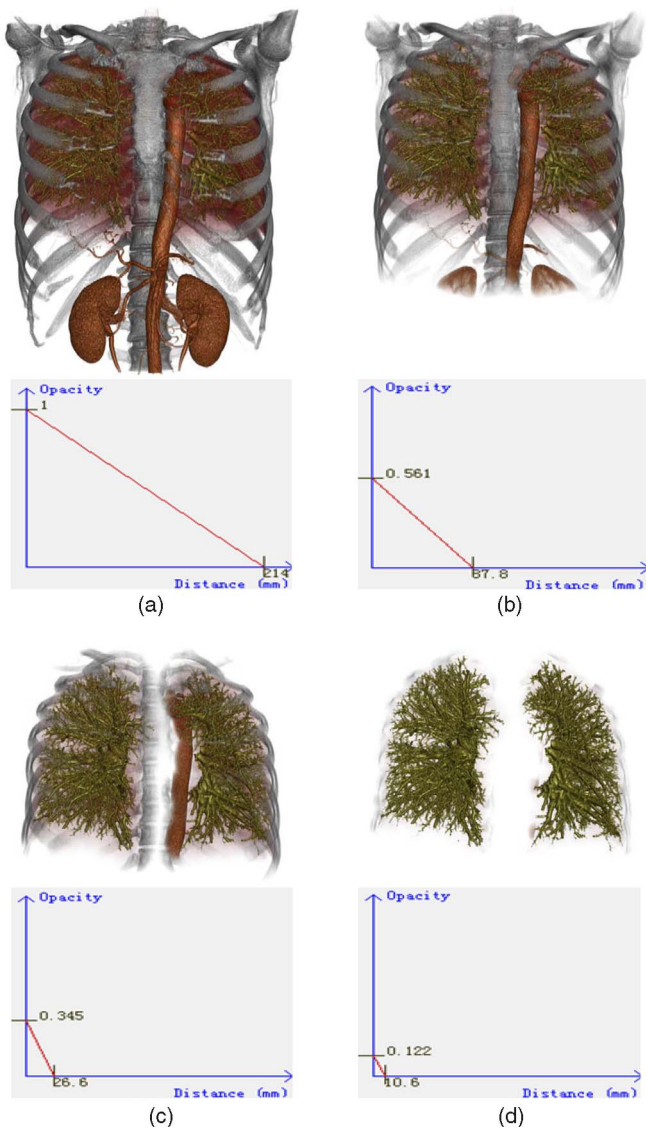 Opacity
1
214
Distance (mm)
(a)
Opacity
0.561
87.8
Distance (mm)
(b)
Opacity
0.345
26.6
Distance (mm)
(c)
Opacity
0.122
10.6
Distance (mm)
(d)